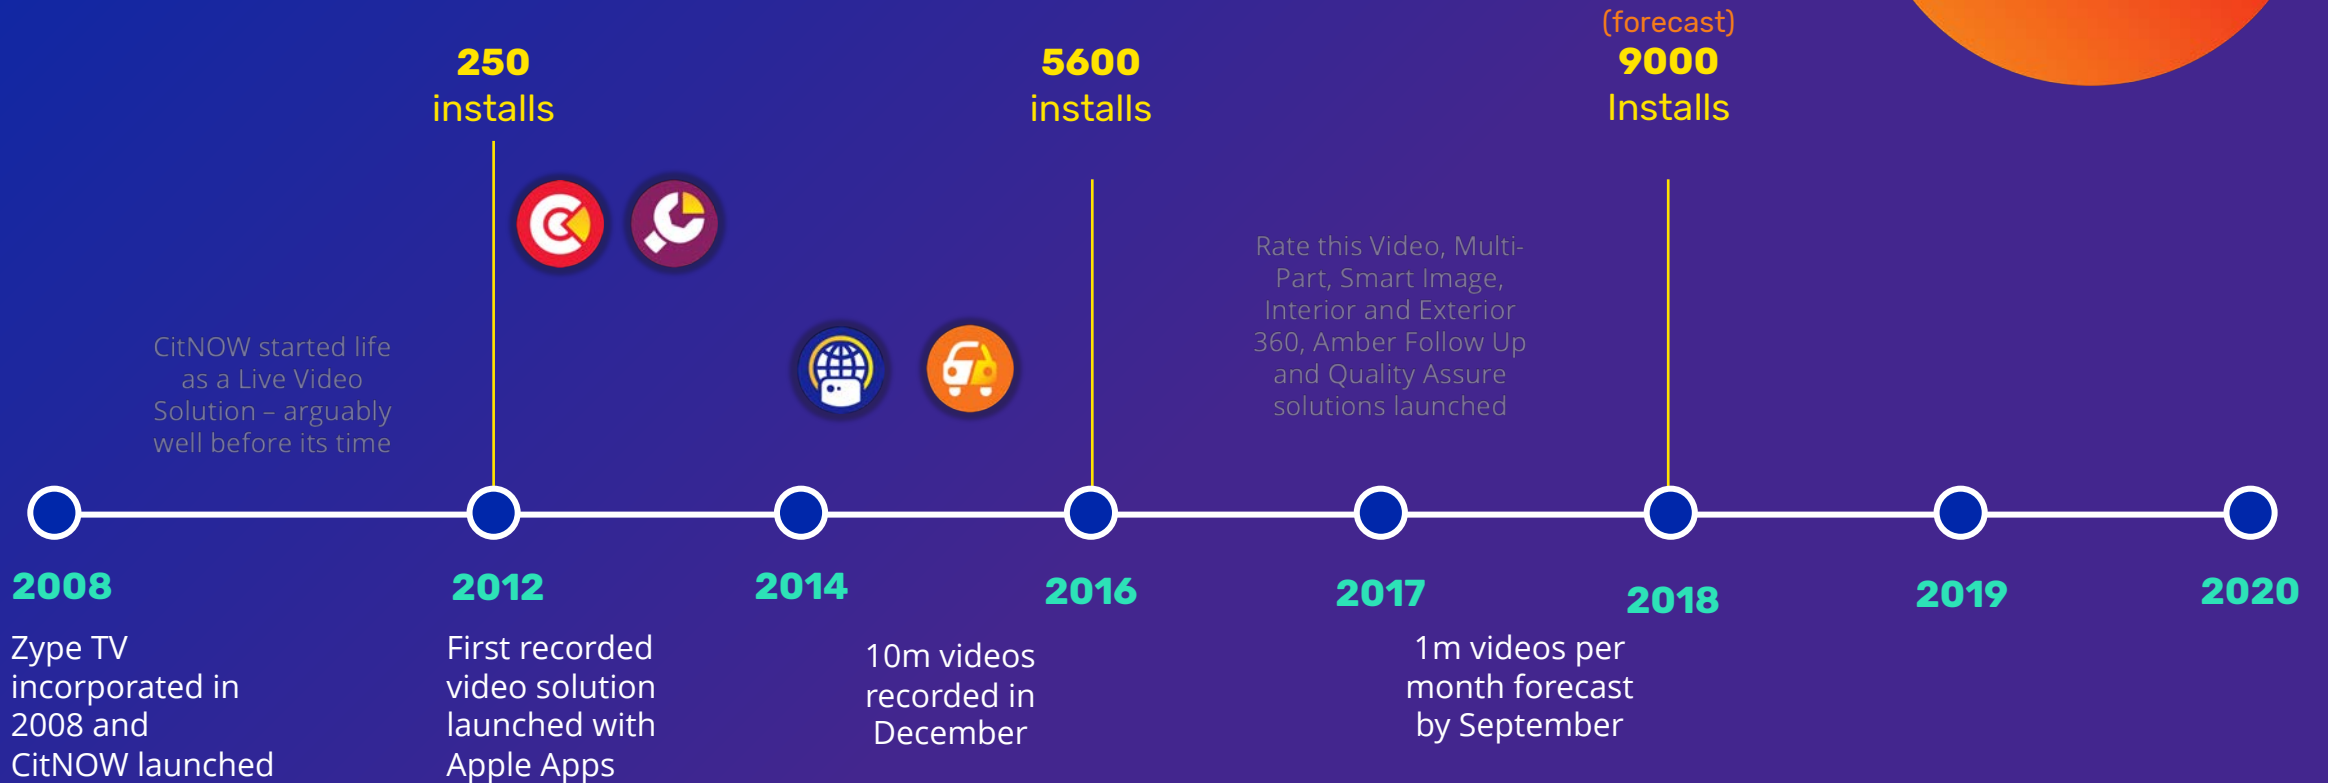 250
installs
5600
installs
(forecast)
9000
Installs
CitNOW started life
as a Live Video
Solution – arguably
well before its time
Rate this Video, Multi-
Part, Smart Image,
Interior and Exterior
360, Amber Follow Up
and Quality Assure
solutions launched
2008
2012
2014
2016
2017
2018
2019
2020
Zype TV
incorporated in
2008 and
CitNOW launched
First recorded
video solution
launched with
Apple Apps
10m videos
recorded in
December
1m videos per
month forecast
by September